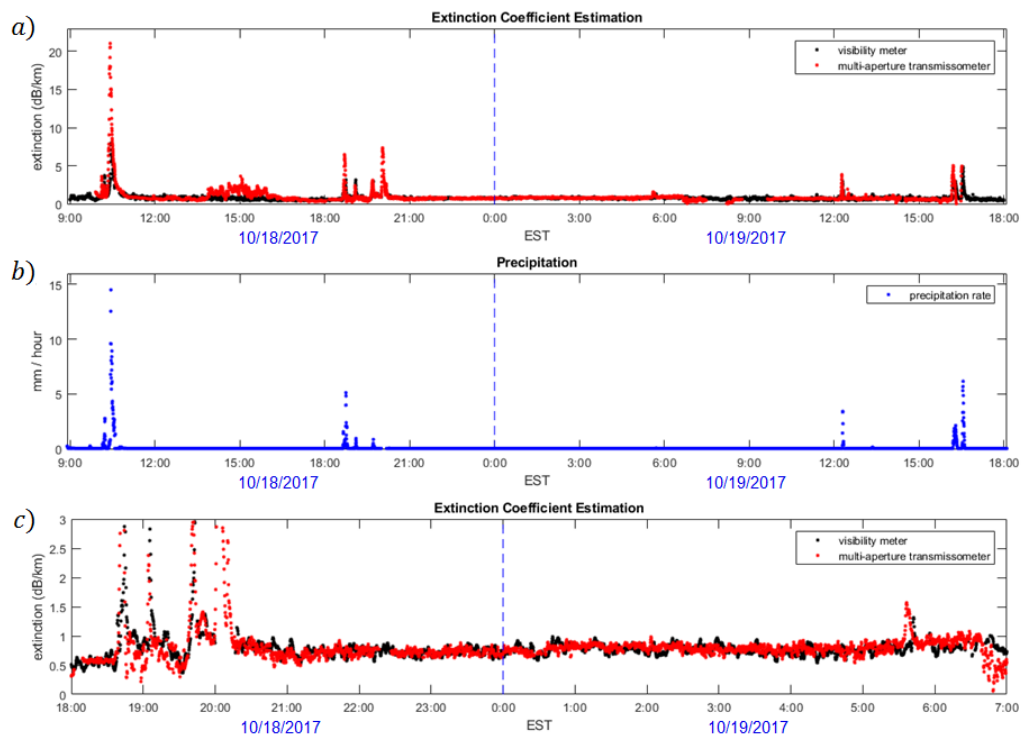 a)
Extinction Coefficient Estimation
extinction (dB/km)
20
15
10
5
0
visibility meter
multi-aperture transmissometer
9:00 12:00 15:00 18:00 21:00 0:00 3:00 6:00 9:00 12:00 15:00 18:00
10/18/2017 EST 10/19/2017
b)
Precipitation
mm / hour
15
10
5
0
precipitation rate
9:00 12:00 15:00 18:00 21:00 0:00 3:00 6:00 9:00 12:00 15:00 18:00
10/18/2017 EST 10/19/2017
c)
Extinction Coefficient Estimation
extinction (dB/km)
3
2.5
2
1.5
1
0.5
0
visibility meter
multi-aperture transmissometer
18:00 19:00 20:00 21:00 22:00 23:00 0:00 1:00 2:00 3:00 4:00 5:00 6:00 7:00
10/18/2017 EST 10/19/2017